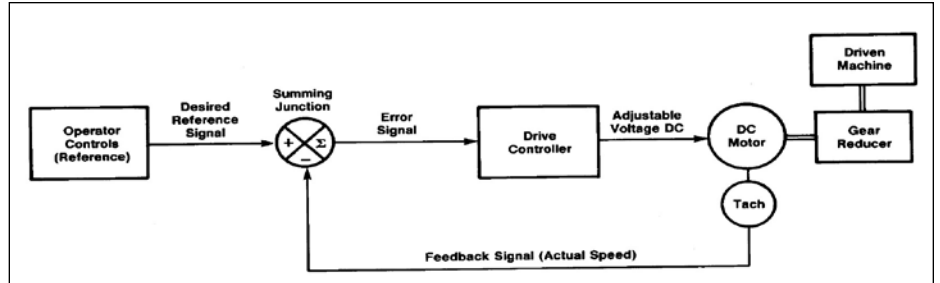 Driven
Machine
Summing
Junction
Desired
Reference
Signal
Error
Signal
Adjustable
Voltage DC
Operator
Controls
(Reference)
+ Σ
−
Drive
Controller
DC
Motor
Gear
Reducer
Tach
Feedback Signal (Actual Speed)